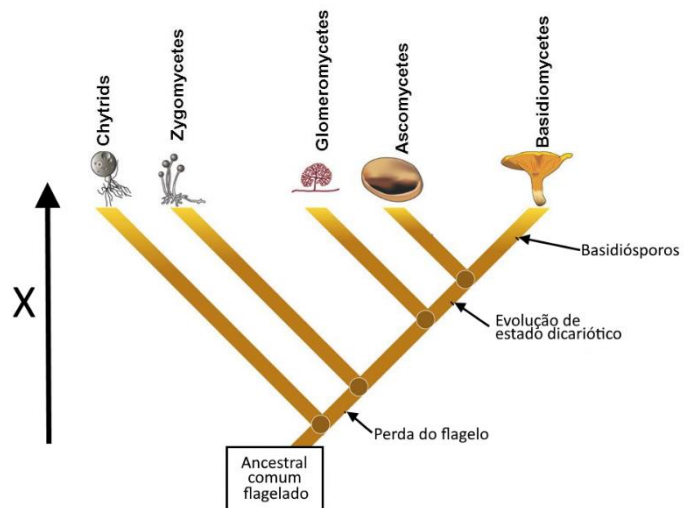 Chytrids
Zygomycetes
Glomeromycetes
Ascomycetes
Basidiomycetes
X
Basidiósporos
Evolução de
estado dicariótico
Perda do flagelo
Ancestral
comum
flagelado